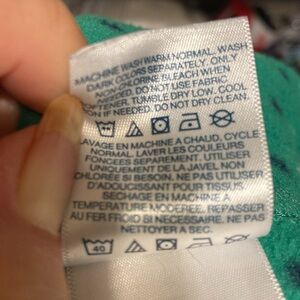 MACHINE WASH WARM NORMAL. WASH
DARK COLORS SEPARATELY. ONLY
NON-CHLORINE BLEACH WHEN
NEEDED. DO NOT USE FABRIC
SOFTENER. TUMBLE DRY LOW. COOL
IRON IF NEEDED. DO NOT DRY CLEAN.
LAVAGE EN MACHINE A CHAUD, CYCLE
NORMAL. LAVER LES COULEURS
FONCEES SEPAREMENT. UTILISER
UNIQUEMENT DE LA JAVEL NON
CHLOREE SI BESOIN. NE PAS UTILISER
D'ADOUCISSANT POUR TISSUS.
SECHAGE EN MACHINE A
TEMPERATURE MODEREE. REPASSER
AU FER FROID SI NECESSAIRE. NE PAS
NETTOYER A SEC.
40